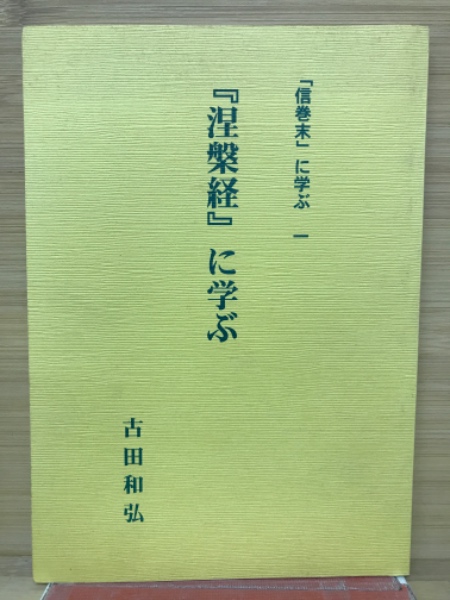 「信巻末」に学ぶ 一
『涅槃経』に学ぶ
古田和弘